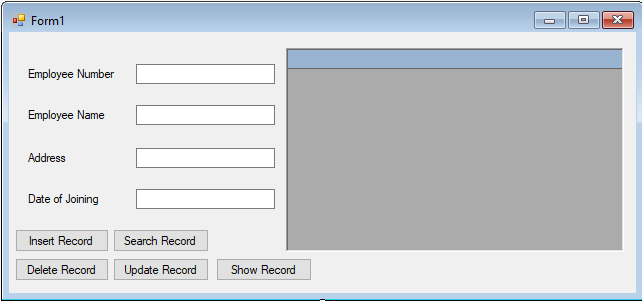 Form1
Employee Number
Employee Name
Address
Date of Joining
Insert Record Search Record
Delete Record Update Record Show Record